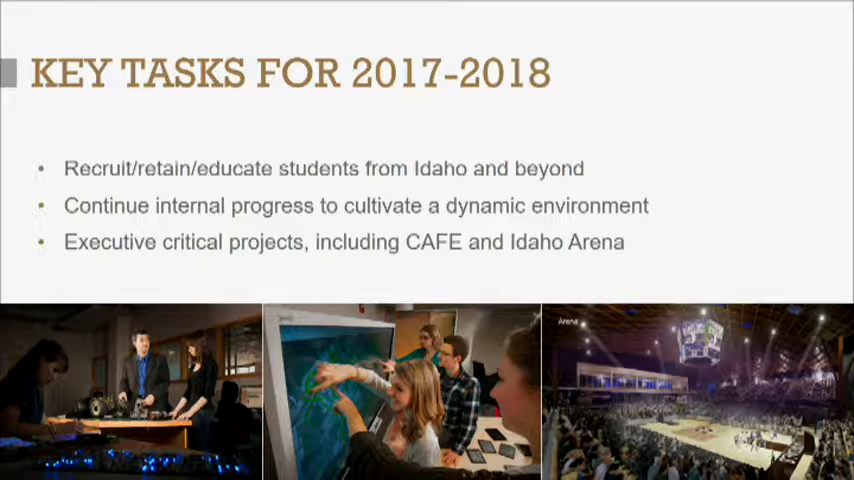 KEY TASKS FOR 2017-2018
• Recruit/retain/educate students from Idaho and beyond
• Continue internal progress to cultivate a dynamic environment
• Executive critical projects, including CAFE and Idaho Arena
Arena